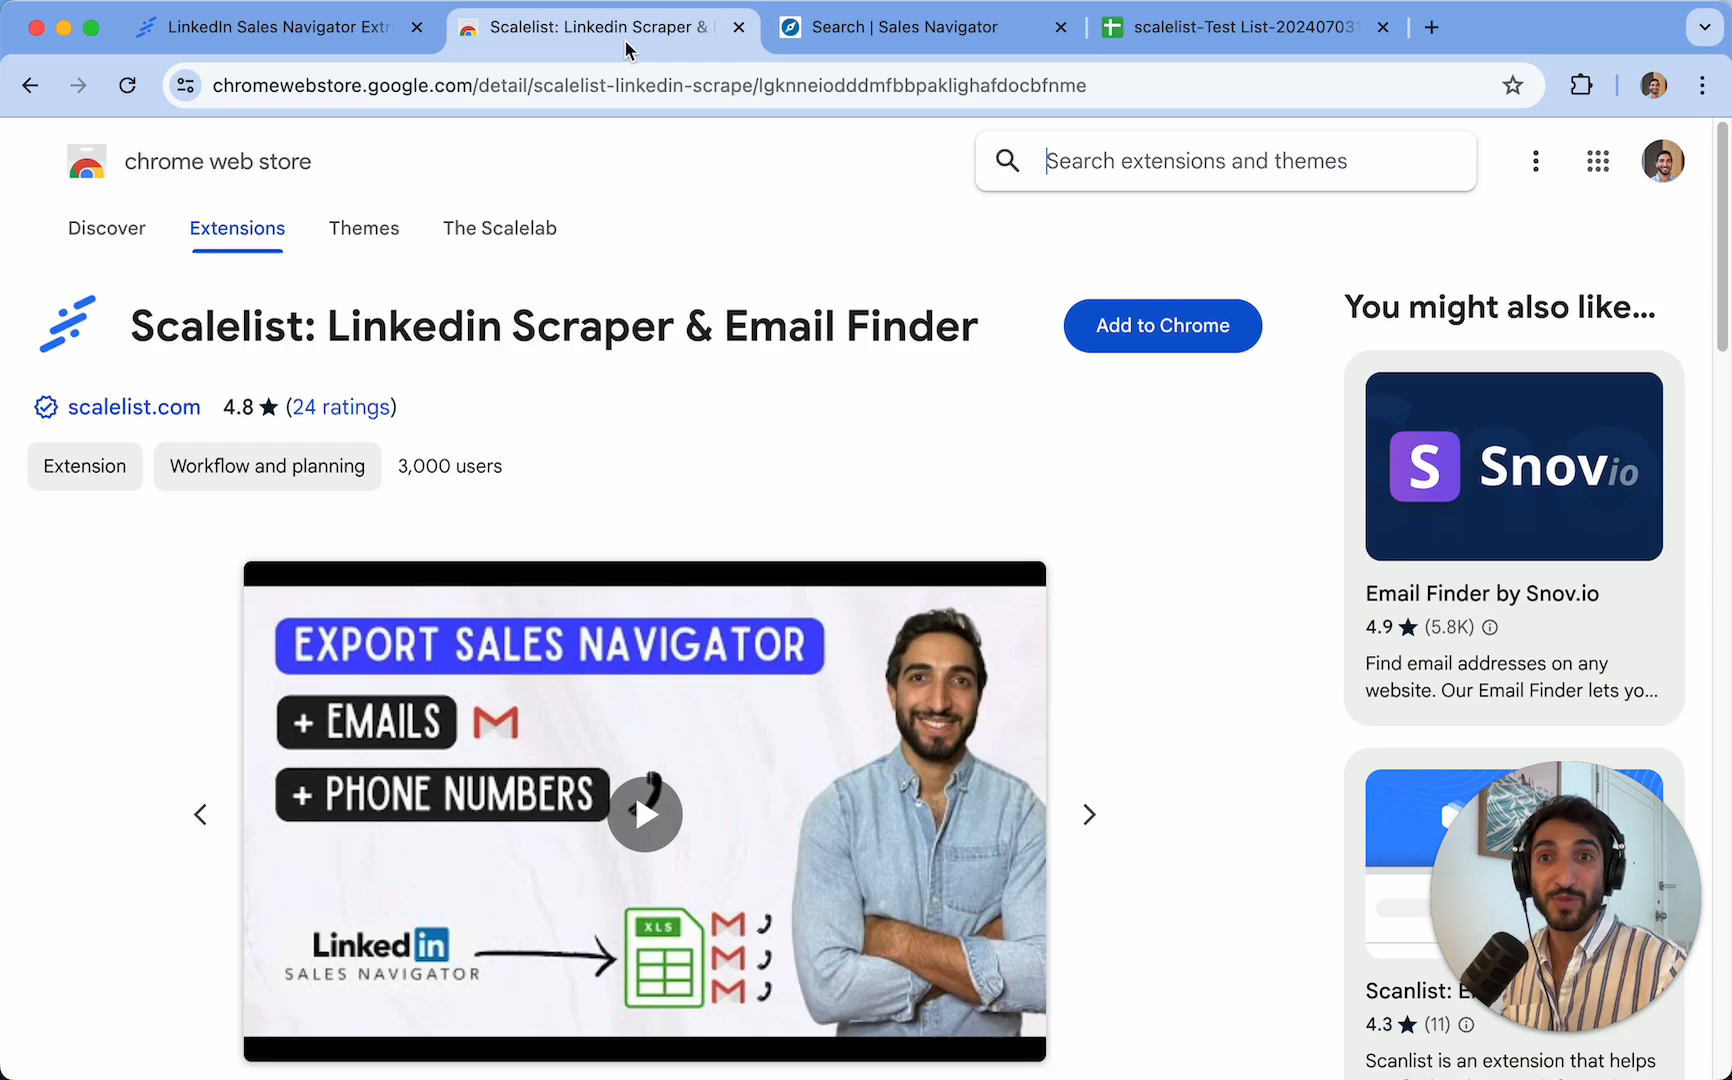 LinkedIn Sales Navigator Extr
Scalelist: Linkedin Scraper &
Search | Sales Navigator
scalelist-Test List-202407031
chromewebstore.google.com/detail/scalelist-linkedin-scrape/lgknneiodddmfbbpaklighafdocbfnme
chrome web store
Search extensions and themes
Discover
Extensions
Themes
The Scalelab
Scalelist: Linkedin Scraper & Email Finder
Add to Chrome
You might also like...
scalelist.com
4.8 ★ (24 ratings)
Extension
Workflow and planning
3,000 users
S Snovio
Email Finder by Snov.io
4.9 ★ (5.8K)
Find email addresses on any
website. Our Email Finder lets yo...
EXPORT SALES NAVIGATOR
+ EMAILS
+ PHONE NUMBERS
Linked in
SALES NAVIGATOR
XLS
Scanlist:
4.3 ★ (11)
Scanlist is an extension that helps